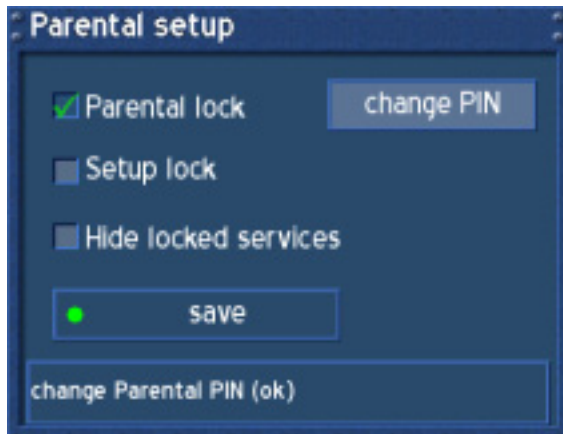 Parental setup
Parental lock
change PIN
Setup lock
Hide locked services
save
change Parental PIN (ok)